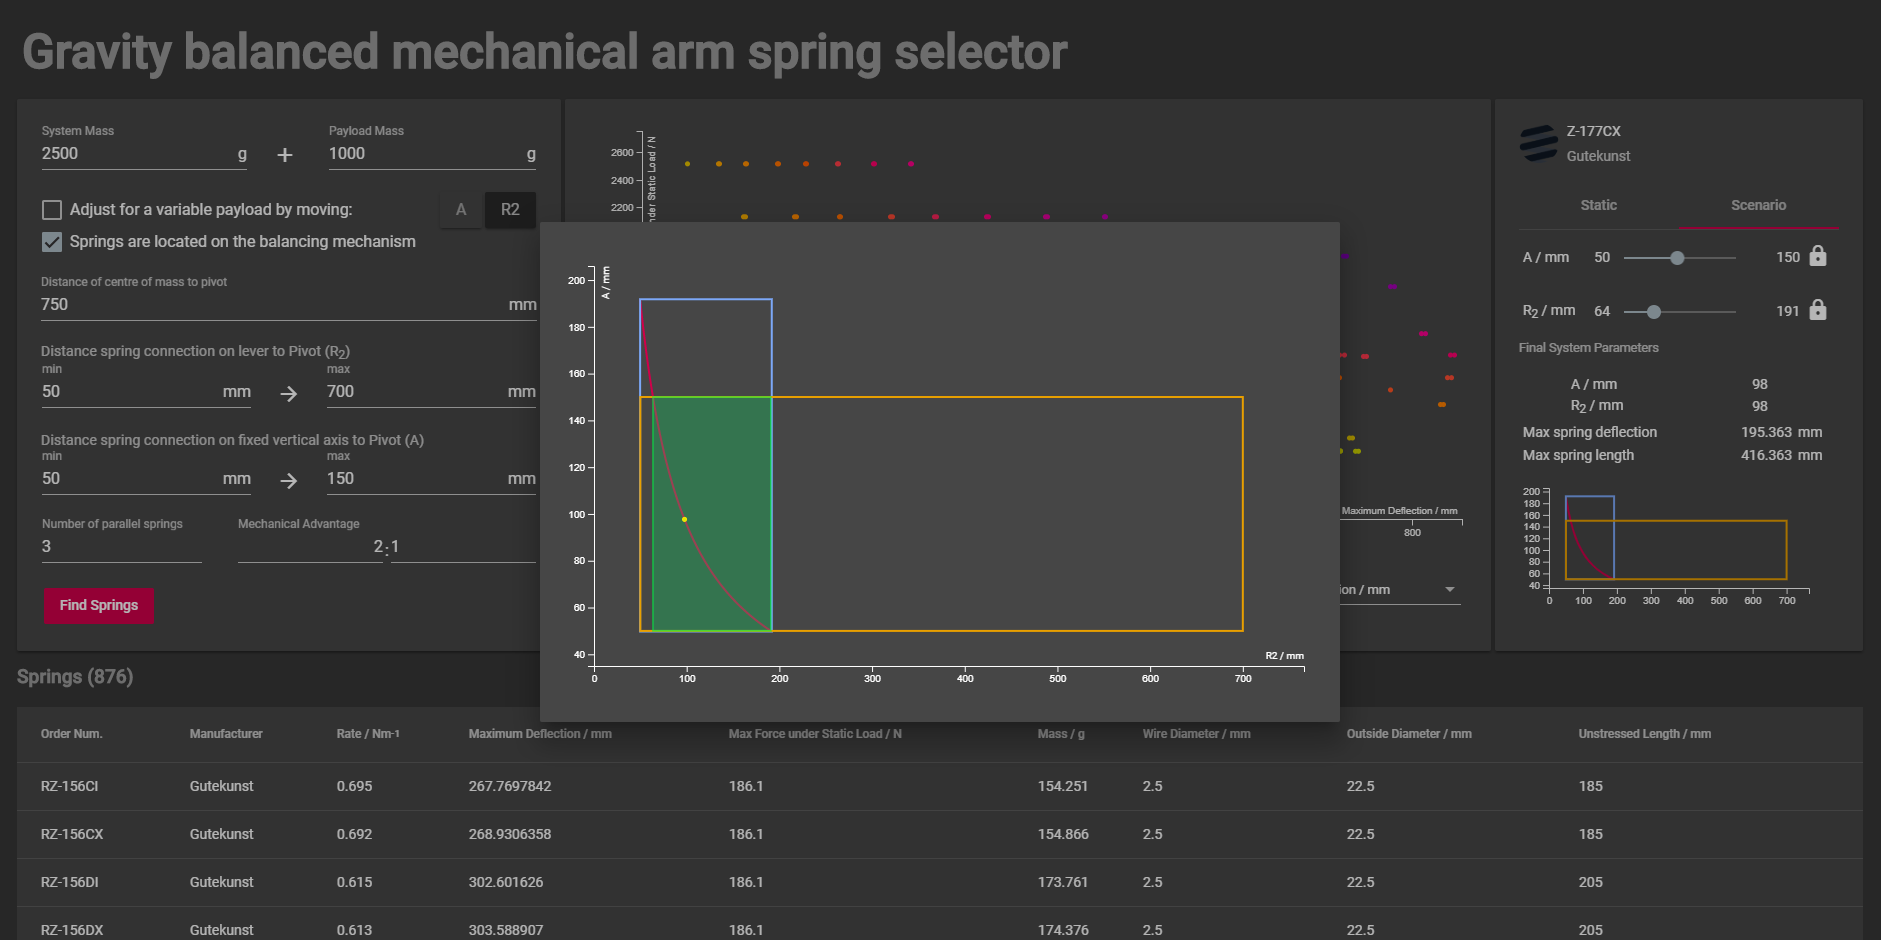 Gravity balanced mechanical arm spring selector
System Mass
2500 g
+
Payload Mass
1000 g
Adjust for a variable payload by moving:
A R2
Springs are located on the balancing mechanism
Distance of centre of mass to pivot
750 mm
Distance spring connection on lever to Pivot (R2)
min max
50 mm → 700 mm
Distance spring connection on fixed vertical axis to Pivot (A)
min max
50 mm → 150 mm
Number of parallel springs
3
Mechanical Advantage
2 : 1
Find Springs
2600
2400
2200
nder Static Load / N
Maximum Deflection / mm
800
ion / mm
A / mm
200
180
160
140
120
100
80
60
40
0 100 200 300 400 500 600 700
R2 / mm
Z-177CX
Gutekunst
Static Scenario
A / mm 50 150
R2 / mm 64 191
Final System Parameters
A / mm 98
R2 / mm 98
Max spring deflection 195.363 mm
Max spring length 416.363 mm
200
180
160
140
120
100
80
60
40
0 100 200 300 400 500 600 700
Springs (876)
Order Num. Manufacturer Rate / Nm-1 Maximum Deflection / mm Max Force under Static Load / N Mass / g Wire Diameter / mm Outside Diameter / mm Unstressed Length / mm
RZ-156CI Gutekunst 0.695 267.7697842 186.1 154.251 2.5 22.5 185
RZ-156CX Gutekunst 0.692 268.9306358 186.1 154.866 2.5 22.5 185
RZ-156DI Gutekunst 0.615 302.601626 186.1 173.761 2.5 22.5 205
RZ-156DX Gutekunst 0.613 303.588907 186.1 174.376 2.5 22.5 205